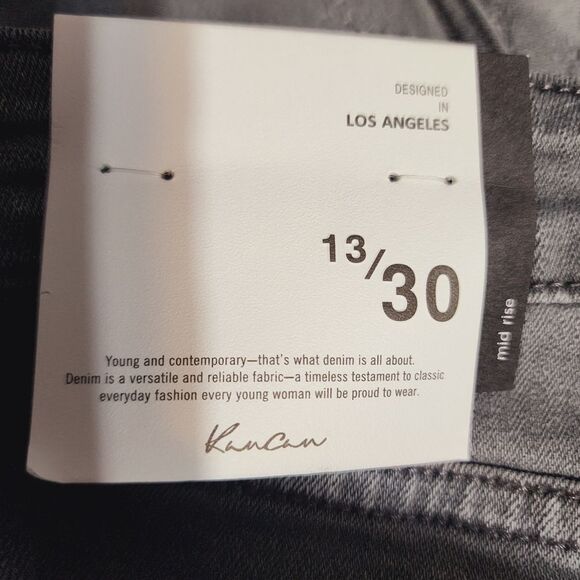 DESIGNED
IN
LOS ANGELES
13/30
mid rise
Young and contemporary—that's what denim is all about.
Denim is a versatile and reliable fabric—a timeless testament to classic
everyday fashion every young woman will be proud to wear.
KanCan